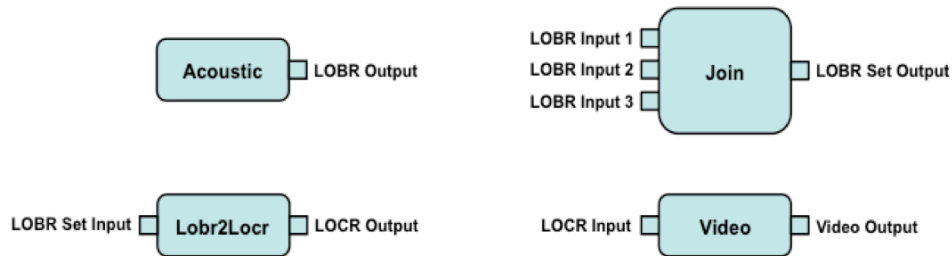 Acoustic
LOBR Output
LOBR Input 1
LOBR Input 2
LOBR Input 3
Join
LOBR Set Output
LOBR Set Input
Lobr2Locr
LOCR Output
LOCR Input
Video
Video Output